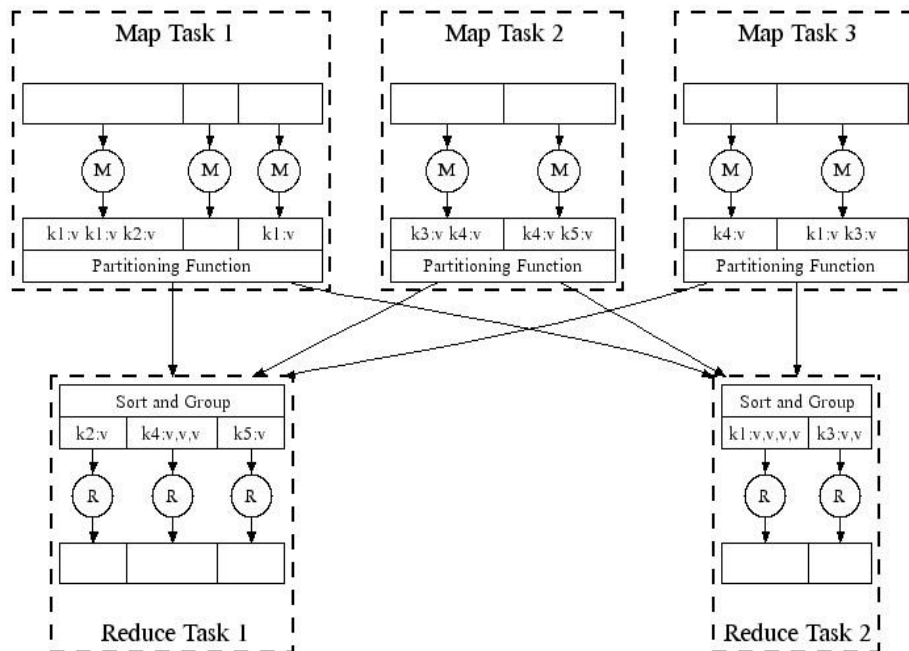 Map Task 1 Map Task 2 Map Task 3
M M M M M M M
k1:v k1:v k2:v k1:v k3:v k4:v k4:v k5:v k4:v k1:v k3:v
Partitioning Function Partitioning Function Partitioning Function
Sort and Group Sort and Group
k2:v k4:v,v,v k5:v k1:v,v,v,v k3:v,v
R R R R R
Reduce Task 1 Reduce Task 2